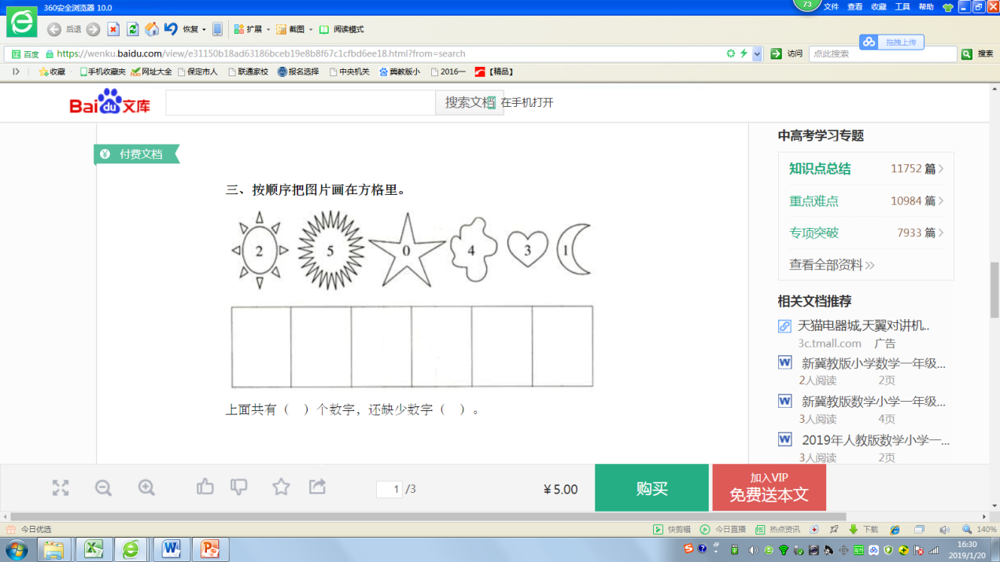 360安全浏览器 10.0
73
文件 查看 收藏 工具 帮助
后退 恢复 扩展 截图 阅读模式
百度 https://wenku.baidu.com/view/e31150b18ad63186bceb19e8b8f67c1cfbd6ee18.html?from=search
访问 点此搜索 搜索
拖拽上传
收藏 手机收藏夹 网址大全 保定市人 联通家校 报名选择 中央机关 冀教版小 2016一 【精品】
Bai du 文库 搜索文档 在手机打开
¥ 付费文档
三、按顺序把图片画在方格里。
2 5 0 4 3 1
上面共有（ ）个数字，还缺少数字（ ）。
中高考学习专题
知识点总结 11752 篇
重点难点 10984 篇
专项突破 7933 篇
查看全部资料
相关文档推荐
天猫电器城,天翼对讲机..
3c.tmall.com 广告
新冀教版小学数学一年级...
2人阅读 2页
新冀教版数学小学一年级...
3人阅读 4页
2019年人教版数学小学一...
3人阅读 2页
1 /3
¥5.00
购买
加入VIP
免费送本文
今日优选
快剪辑 今日直播 热点资讯 下载 140%
16:30
2019/1/20